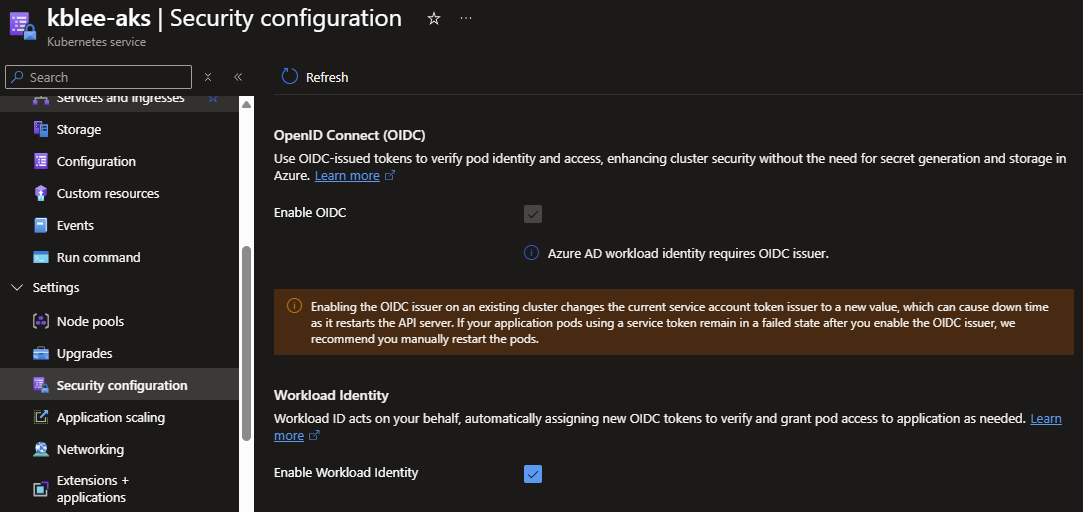 kblee-aks | Security configuration
Kubernetes service
Search
Services and ingresses
Storage
Configuration
Custom resources
Events
Run command
Settings
Node pools
Upgrades
Security configuration
Application scaling
Networking
Extensions +
applications
Refresh
OpenID Connect (OIDC)
Use OIDC-issued tokens to verify pod identity and access, enhancing cluster security without the need for secret generation and storage in
Azure. Learn more
Enable OIDC
Azure AD workload identity requires OIDC issuer.
Enabling the OIDC issuer on an existing cluster changes the current service account token issuer to a new value, which can cause down time
as it restarts the API server. If your application pods using a service token remain in a failed state after you enable the OIDC issuer, we
recommend you manually restart the pods.
Workload Identity
Workload ID acts on your behalf, automatically assigning new OIDC tokens to verify and grant pod access to application as needed. Learn
more
Enable Workload Identity